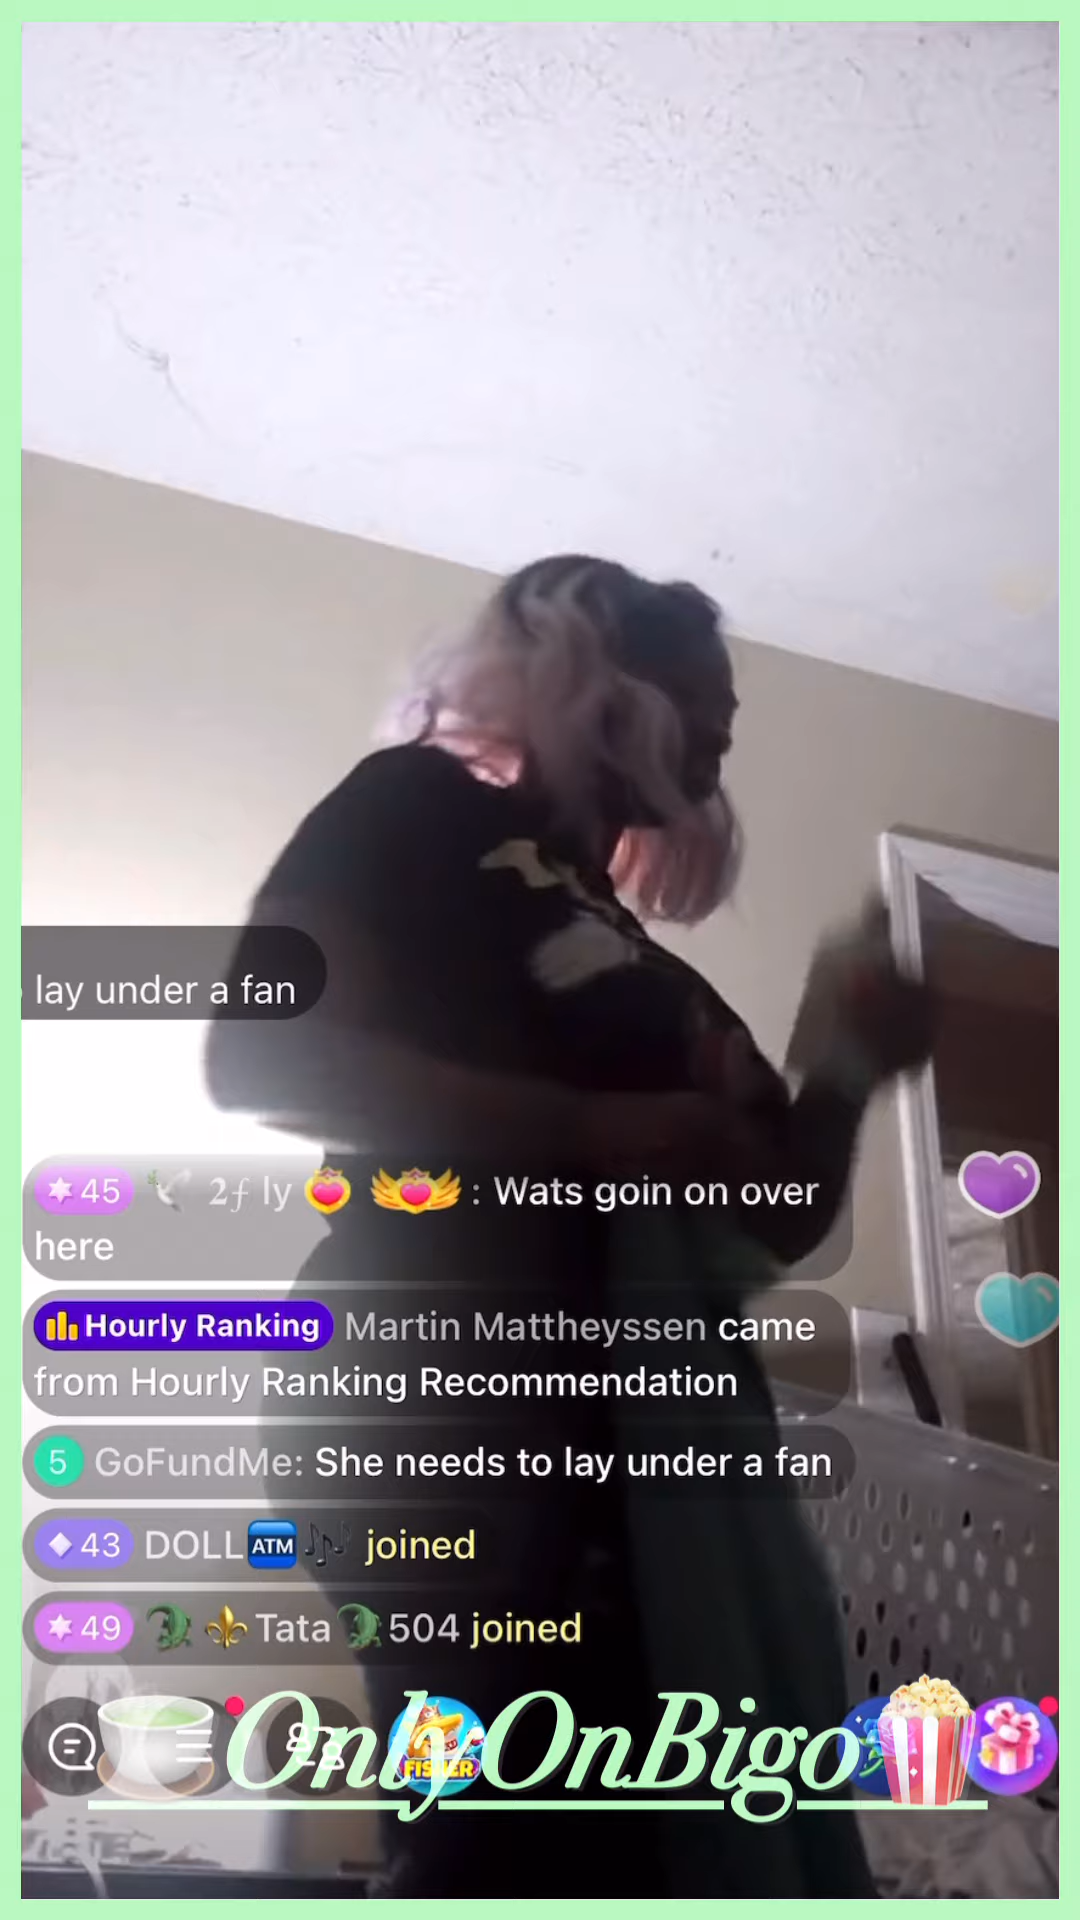 lay under a fan
45 2f ly : Wats goin on over
here
Hourly Ranking Martin Mattheyssen came
from Hourly Ranking Recommendation
5 GoFundMe: She needs to lay under a fan
43 DOLL ATM joined
49 Tata 504 joined
FISHER
OnlyOnBigo